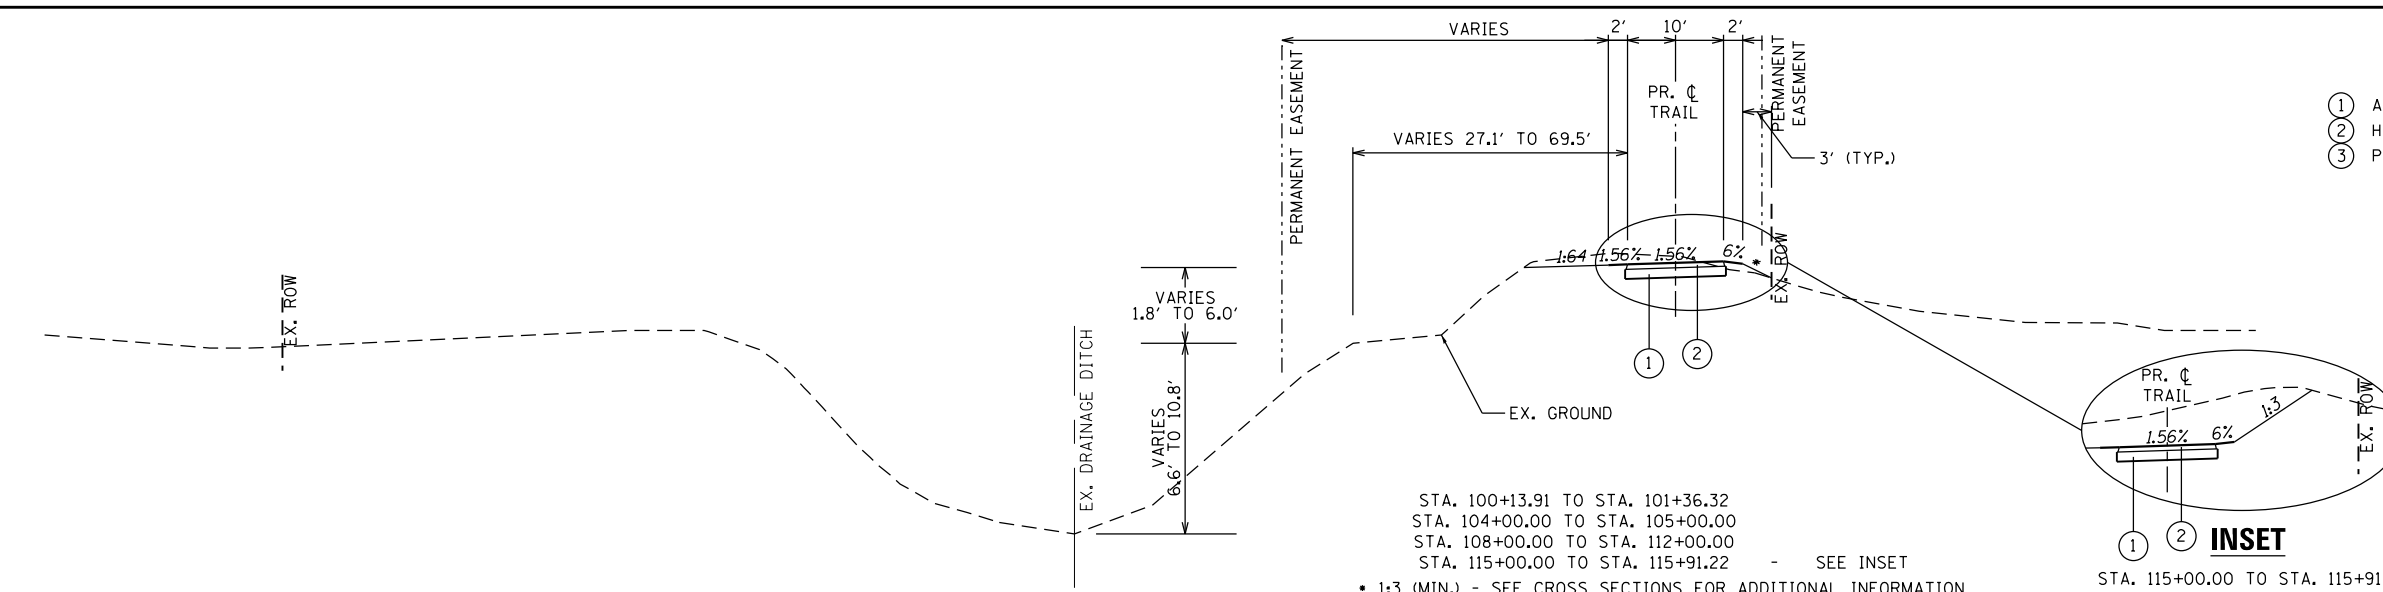 VARIES
2' 10' 2'
PERMANENT EASEMENT
PR. ℄
TRAIL
PERMANENT
EASEMENT
VARIES 27.1' TO 69.5'
3' (TYP.)
1 A
2 H
3 P
1:64 1.56% 1.56% 6% *
EX. ROW
EX. ROW
VARIES
1.8' TO 6.0'
VARIES
6.6' TO 10.8'
EX. DRAINAGE DITCH
1
2
EX. GROUND
PR. ℄
TRAIL
1.56% 6% 1:3
EX. ROW
1
2
INSET
STA. 115+00.00 TO STA. 115+91
STA. 100+13.91 TO STA. 101+36.32
STA. 104+00.00 TO STA. 105+00.00
STA. 108+00.00 TO STA. 112+00.00
STA. 115+00.00 TO STA. 115+91.22 - SEE INSET
* 1:3 (MIN.) - SEE CROSS SECTIONS FOR ADDITIONAL INFORMATION